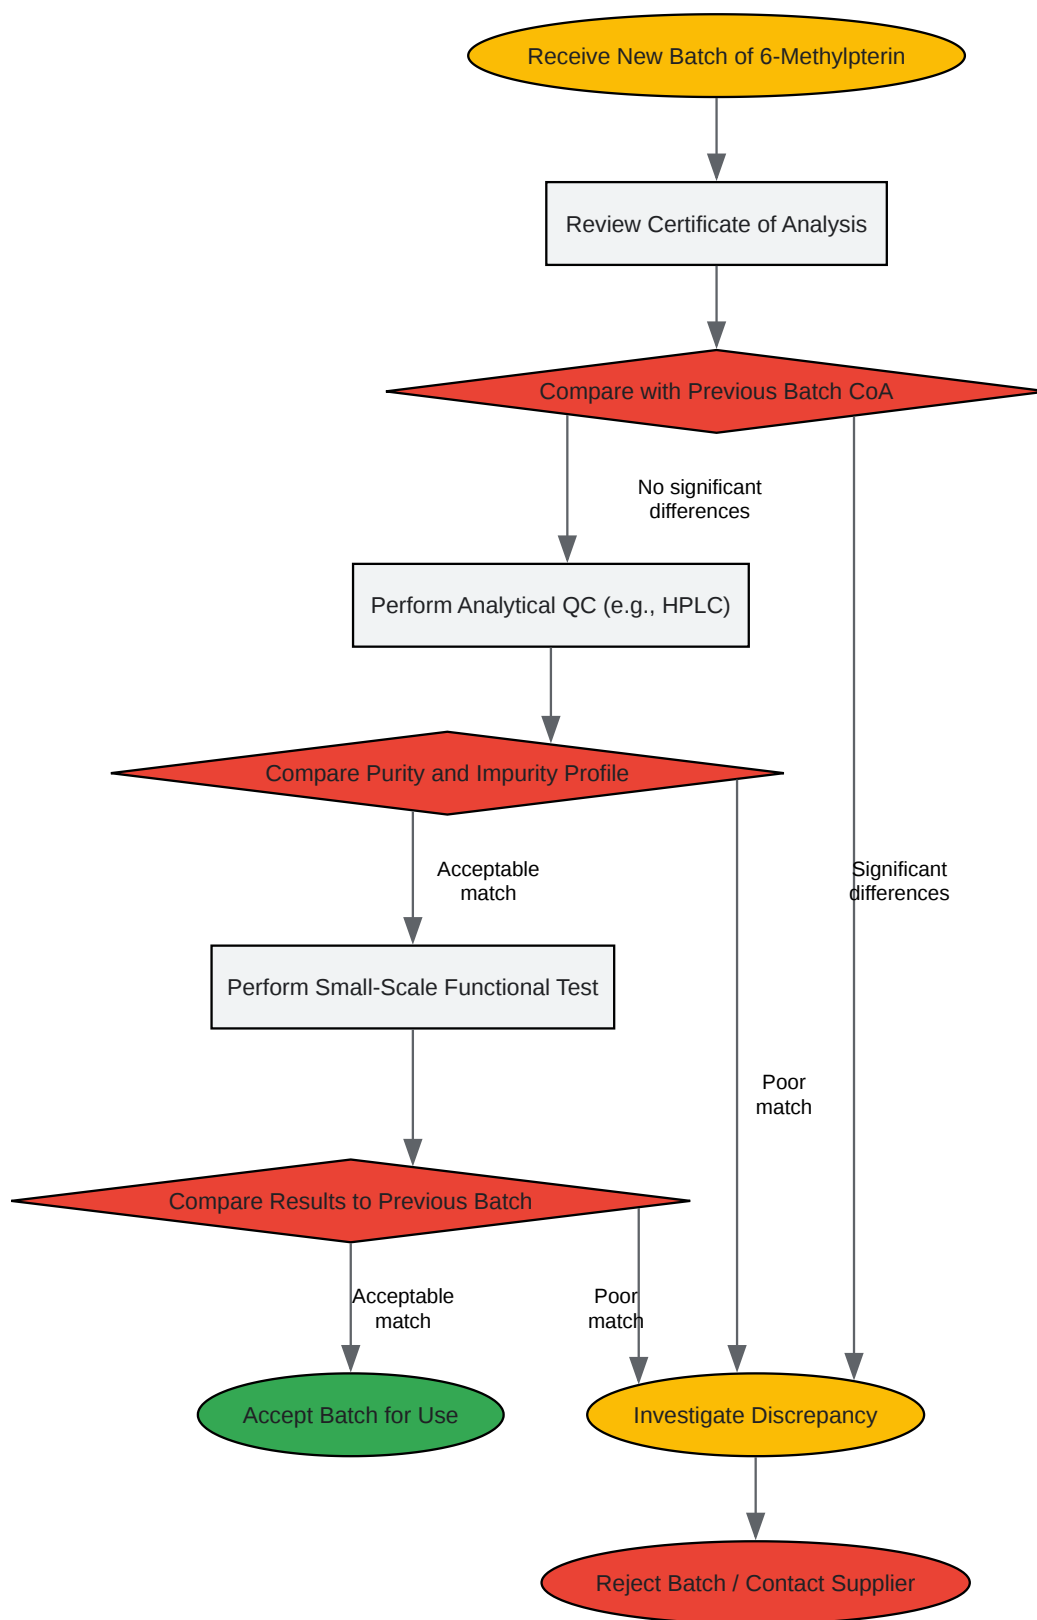 Receive New Batch of 6-Methylpterin
Review Certificate of Analysis
Compare with Previous Batch CoA
No significant
differences
Perform Analytical QC (e.g., HPLC)
Compare Purity and Impurity Profile
Acceptable
match
Significant
differences
Perform Small-Scale Functional Test
Poor
match
Compare Results to Previous Batch
Acceptable
match
Poor
match
Accept Batch for Use
Investigate Discrepancy
Reject Batch / Contact Supplier